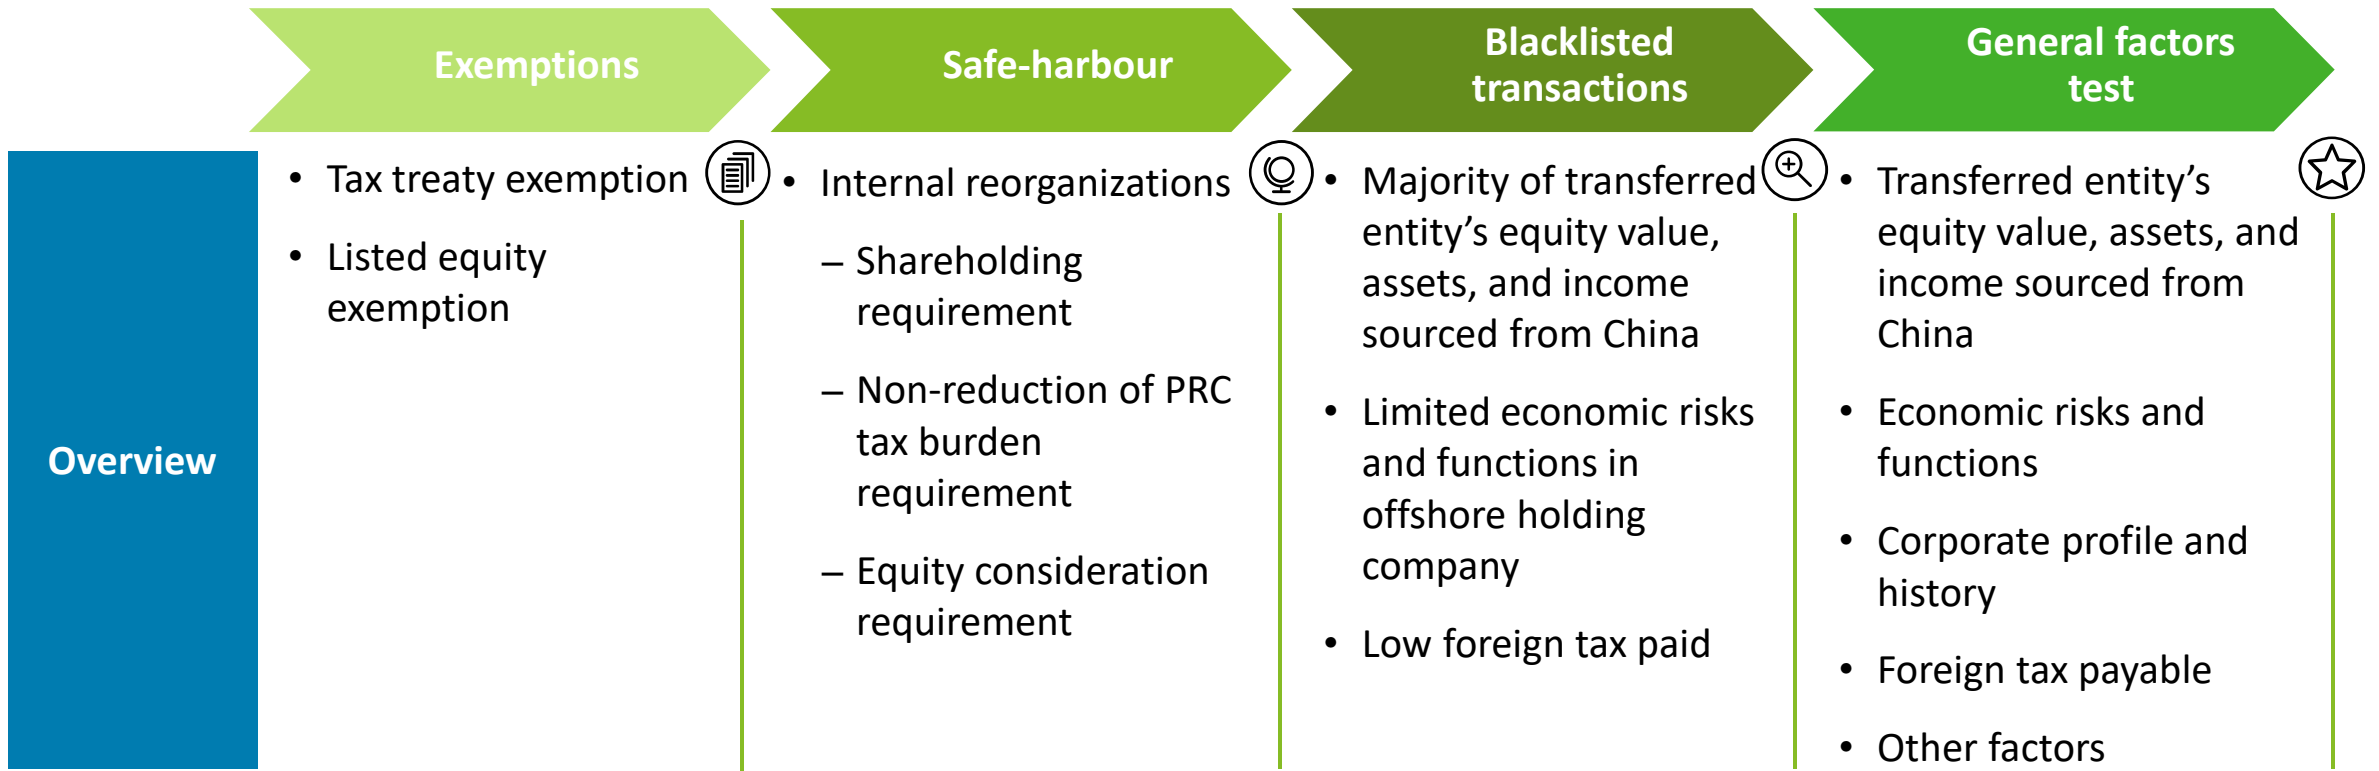 Exemptions
Safe-harbour
Blacklisted
transactions
General factors
test
Overview
• Tax treaty exemption
• Listed equity
exemption
• Internal reorganizations
– Shareholding
requirement
– Non-reduction of PRC
tax burden
requirement
– Equity consideration
requirement
• Majority of transferred
entity’s equity value,
assets, and income
sourced from China
• Limited economic risks
and functions in
offshore holding
company
• Low foreign tax paid
• Transferred entity’s
equity value, assets, and
income sourced from
China
• Economic risks and
functions
• Corporate profile and
history
• Foreign tax payable
• Other factors